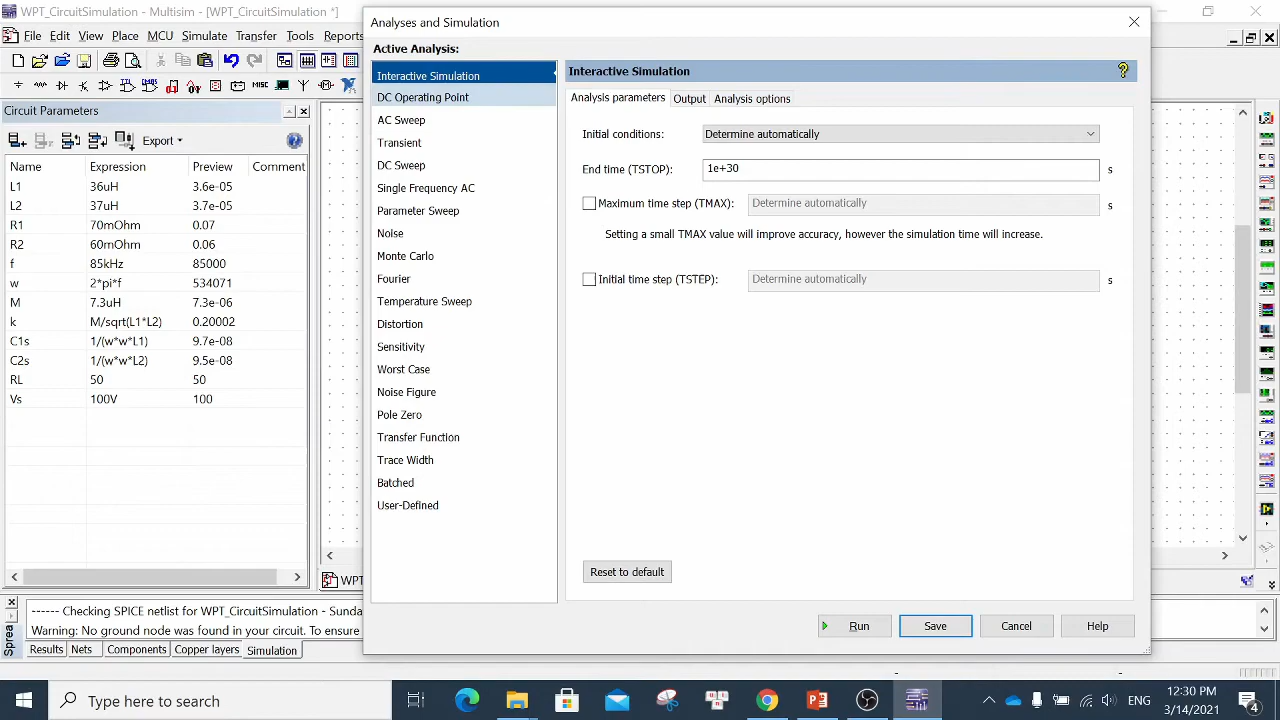 WPT_CircuitSimulation - Multisim - [WPT_CircuitSimulation *]
File Edit View Place MCU Simulate Transfer Tools Reports
MISC
Circuit Parameters
Export
Name Expression Preview Comment
L1 36uH 3.6e-05
L2 37uH 3.7e-05
R1 70mOhm 0.07
R2 60mOhm 0.06
f 85kHz 85000
w 2*pi*f 534071
M 7.3uH 7.3e-06
k M/sqrt(L1*L2) 0.20002
C1s 1/(w*w*L1) 9.7e-08
C2s 1/(w*w*L2) 9.5e-08
RL 50 50
Vs 100V 100
Analyses and Simulation
Active Analysis:
Interactive Simulation
DC Operating Point
AC Sweep
Transient
DC Sweep
Single Frequency AC
Parameter Sweep
Noise
Monte Carlo
Fourier
Temperature Sweep
Distortion
Sensitivity
Worst Case
Noise Figure
Pole Zero
Transfer Function
Trace Width
Batched
User-Defined
Interactive Simulation
Analysis parameters Output Analysis options
Initial conditions: Determine automatically
End time (TSTOP): 1e+30 s
Maximum time step (TMAX): Determine automatically s
Setting a small TMAX value will improve accuracy, however the simulation time will increase.
Initial time step (TSTEP): Determine automatically s
Reset to default
Run Save Cancel Help
WPT
------ Checking SPICE netlist for WPT_CircuitSimulation - Sunda
Warning: No ground node was found in your circuit. To ensure
Sprea
Results Nets Components Copper layers Simulation
Type here to search
ENG
12:30 PM
3/14/2021
4